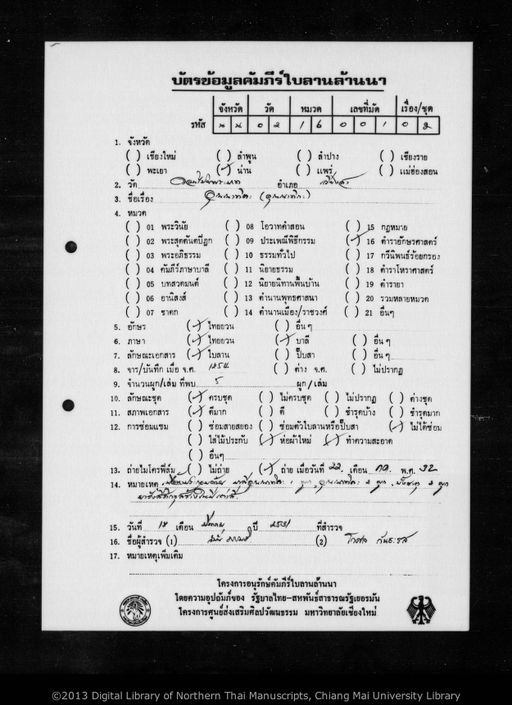 บัตรข้อมูลคัมภีร์ใบลานล้านนา
จังหวัด วัด หมวด เลขที่มัด เรื่อง/ชุด
รหัส น น 0 2 1 6 0 0 1 0 2
1. จังหวัด
( ) เชียงใหม่ ( ) ลำพูน ( ) ลำปาง ( ) เชียงราย
( ) พะเยา (✓) น่าน ( ) แพร่ ( ) แม่ฮ่องสอน
2. วัด อำเภอ
3. ชื่อเรื่อง
4. หมวด
( ) 01 พระวินัย ( ) 08 โอวาทคำสอน ( ) 15 กฎหมาย
( ) 02 พระสุตตันตปิฎก ( ) 09 ประเพณีพิธีกรรม (✓) 16 ตำราอักษรศาสตร์
( ) 03 พระอภิธรรม ( ) 10 ธรรมทั่วไป ( ) 17 กวีนิพนธ์ร้อยกรอง
( ) 04 คัมภีร์ภาษาบาลี ( ) 11 นิยายธรรม ( ) 18 ตำราโหราศาสตร์
( ) 05 บทสวดมนต์ ( ) 12 นิยายนิทานพื้นบ้าน ( ) 19 ตำรายา
( ) 06 อานิสงส์ ( ) 13 ตำนานพุทธศาสนา ( ) 20 รวมหลายหมวด
( ) 07 ชาดก ( ) 14 ตำนานเมือง/ราชวงศ์ ( ) 21 อื่นๆ
5. อักษร (✓) ไทยยวน ( ) อื่นๆ
6. ภาษา (✓) ไทยยวน (✓) บาลี ( ) อื่นๆ
7. ลักษณะเอกสาร (✓) ใบลาน ( ) ปั๊บสา ( ) อื่นๆ
8. จาร/บันทึก เมื่อ จ.ศ. 1254 ( ) ค่าง จ.ศ. ( ) ไม่ปรากฏ
9. จำนวนผูก/เล่ม ที่พบ 5 ผูก/เล่ม
10. ลักษณะชุด (✓) ครบชุด ( ) ไม่ครบชุด ( ) ไม่ปรากฏ ( ) ค่างชุด
11. สภาพเอกสาร (✓) ดีมาก ( ) ดี ( ) ชำรุดบ้าง ( ) ชำรุดมาก
12. การซ่อมแซม ( ) ซ่อมสายสยอง ( ) ซ่อมตัวใบลานหรือปั๊บสา (✓) ไม่ได้ซ่อม
( ) ใส่ไม้ประกับ (✓) ห่อผ้าใหม่ (✓) ทำความสะอาด
( ) อื่นๆ
13. ถ่ายไมโครฟิล์ม ( ) ไม่ถ่าย (✓) ถ่าย เมื่อวันที่ 22 เดือน กค. พ.ศ. 32
14. หมายเหตุ
15. วันที่ 18 เดือน ปี 2531 ที่สำรวจ
16. ชื่อผู้สำรวจ (1) (2)
17. หมายเหตุเพิ่มเติม
โครงการอนุรักษ์คัมภีร์ใบลานล้านนา
โดยความอุปถัมภ์ของ รัฐบาลไทย-สหพันธ์สาธารณรัฐเยอรมัน
โครงการศูนย์ส่งเสริมศิลปวัฒนธรรม มหาวิทยาลัยเชียงใหม่
©2013 Digital Library of Northern Thai Manuscripts, Chiang Mai University Library